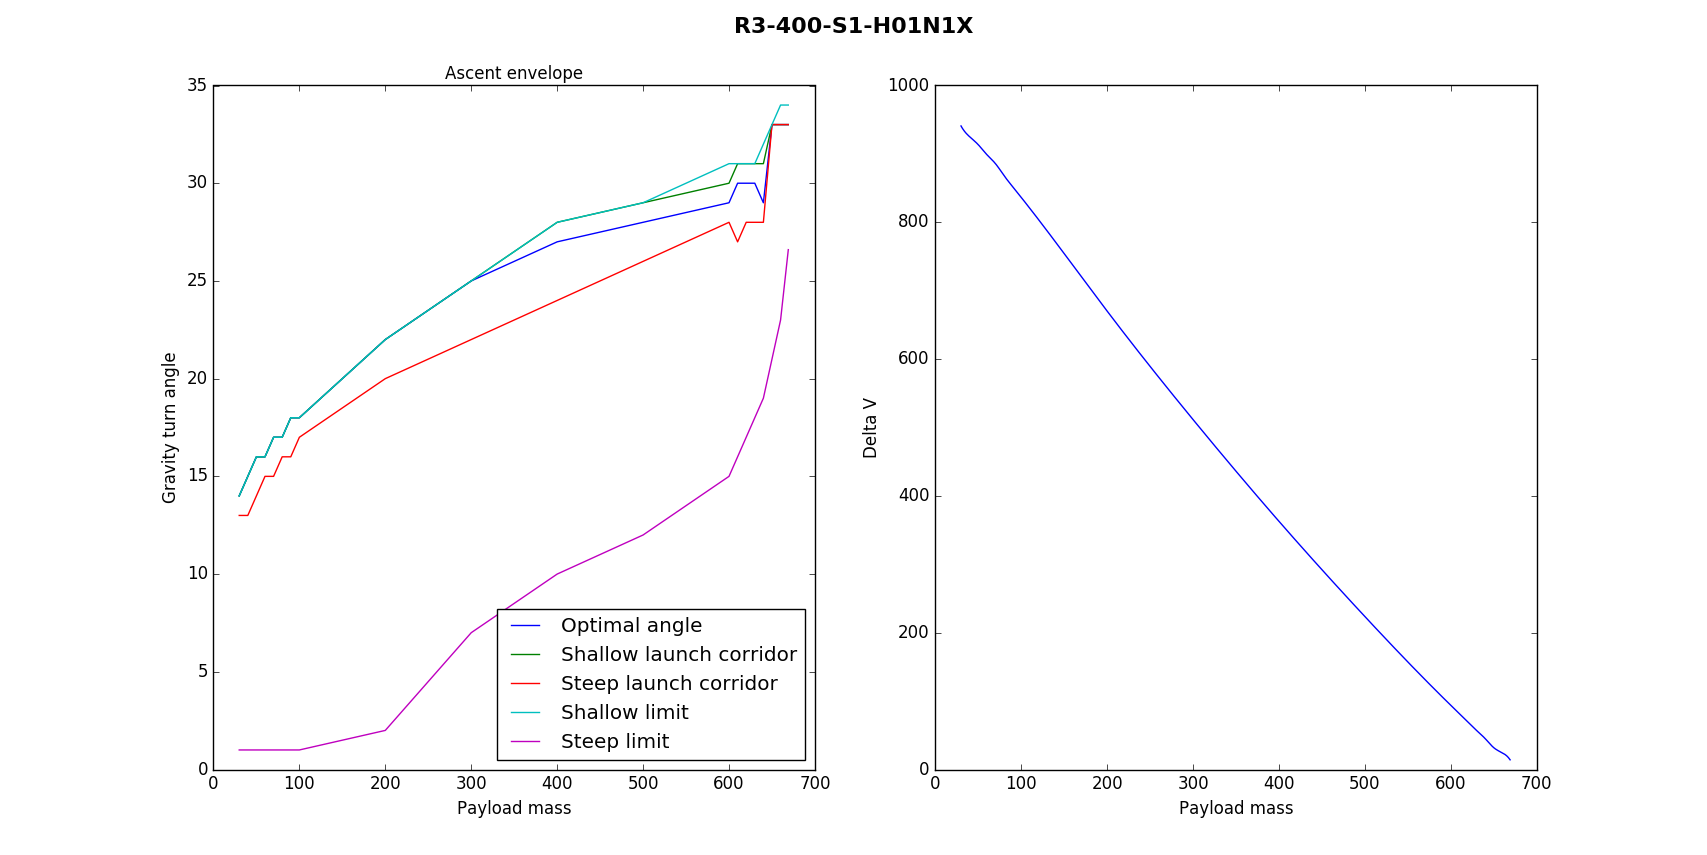 R3-400-S1-H01N1X
Ascent envelope
35
30
25
20
15
10
5
0
Gravity turn angle
0 100 200 300 400 500 600 700
Payload mass
Optimal angle
Shallow launch corridor
Steep launch corridor
Shallow limit
Steep limit
1000
800
600
400
200
0
Delta V
0 100 200 300 400 500 600 700
Payload mass